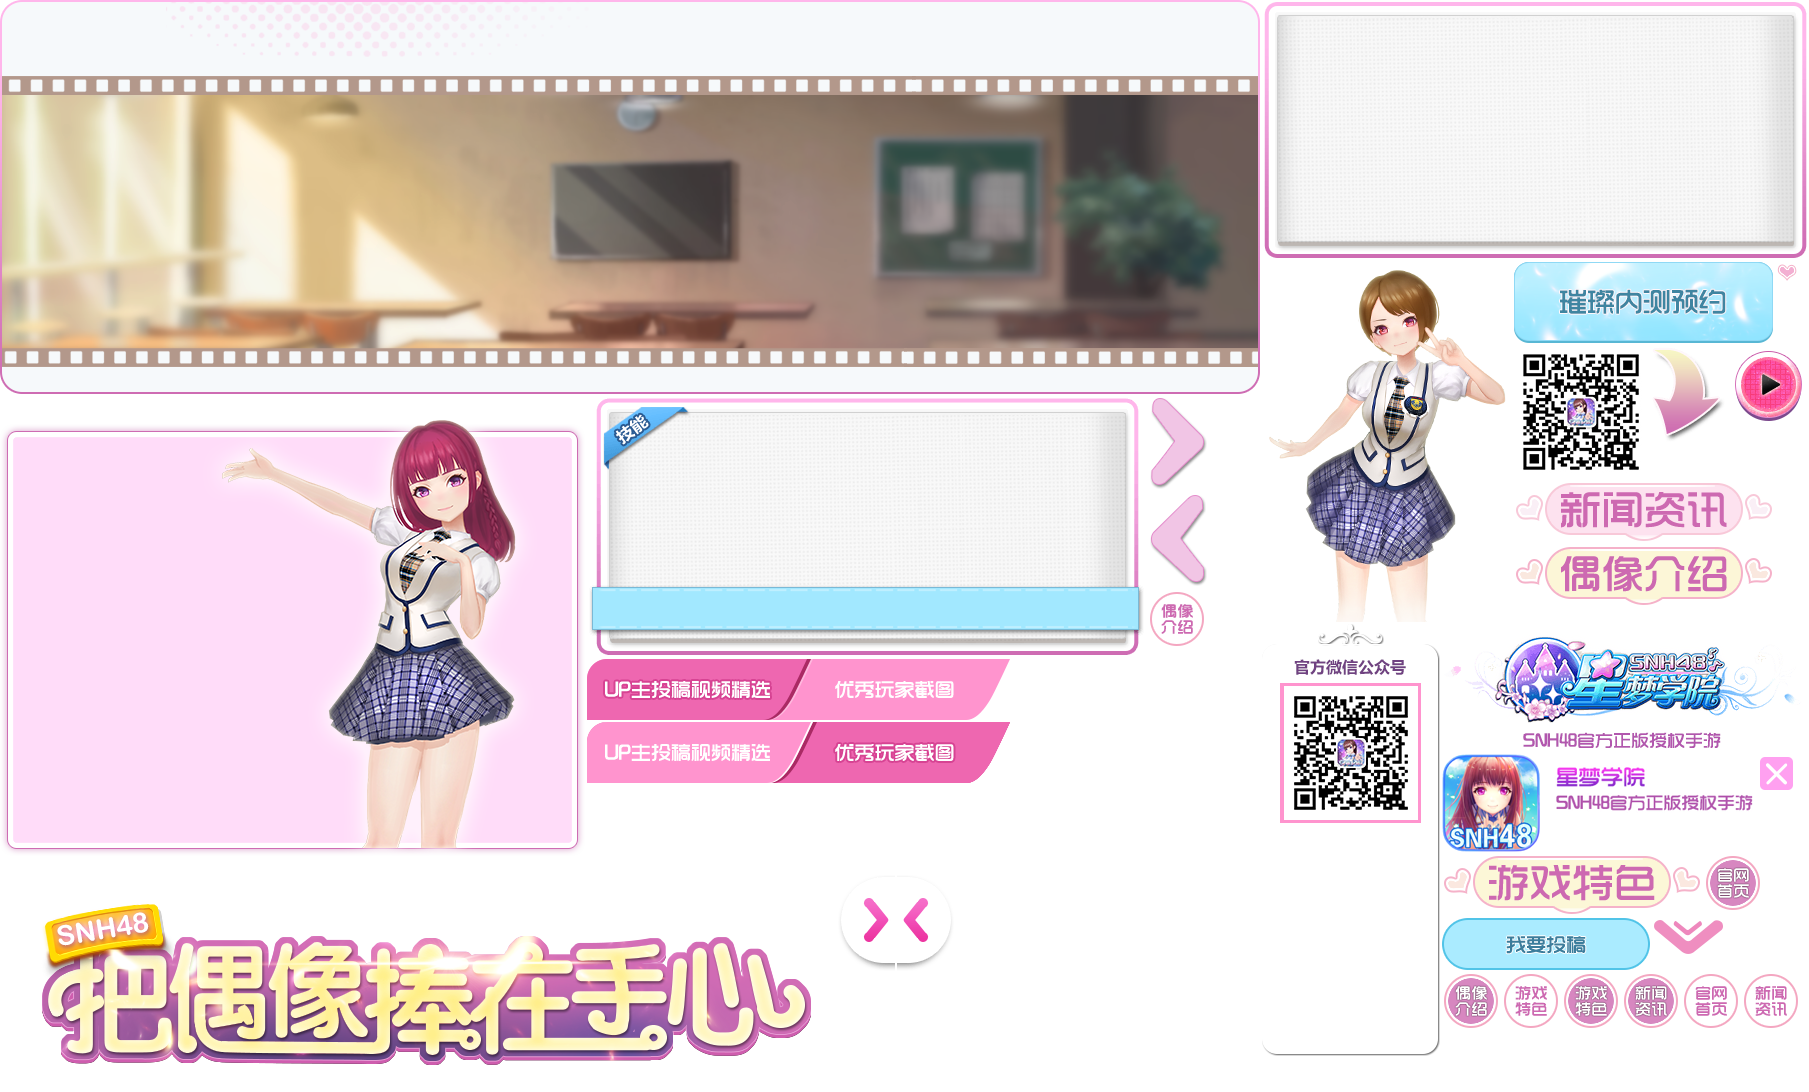 璀璨内测预约
技能
新闻资讯
偶像介绍
偶像
介绍
官方微信公众号
SNH48
星梦学院
SNH48官方正版授权手游
UP主投稿视频精选
优秀玩家截图
UP主投稿视频精选
优秀玩家截图
星梦学院
SNH48官方正版授权手游
SNH48
游戏特色
官网
首页
SNH48
把偶像捧在手心
我要投稿
偶像
介绍
游戏
特色
游戏
特色
新闻
资讯
官网
首页
新闻
资讯